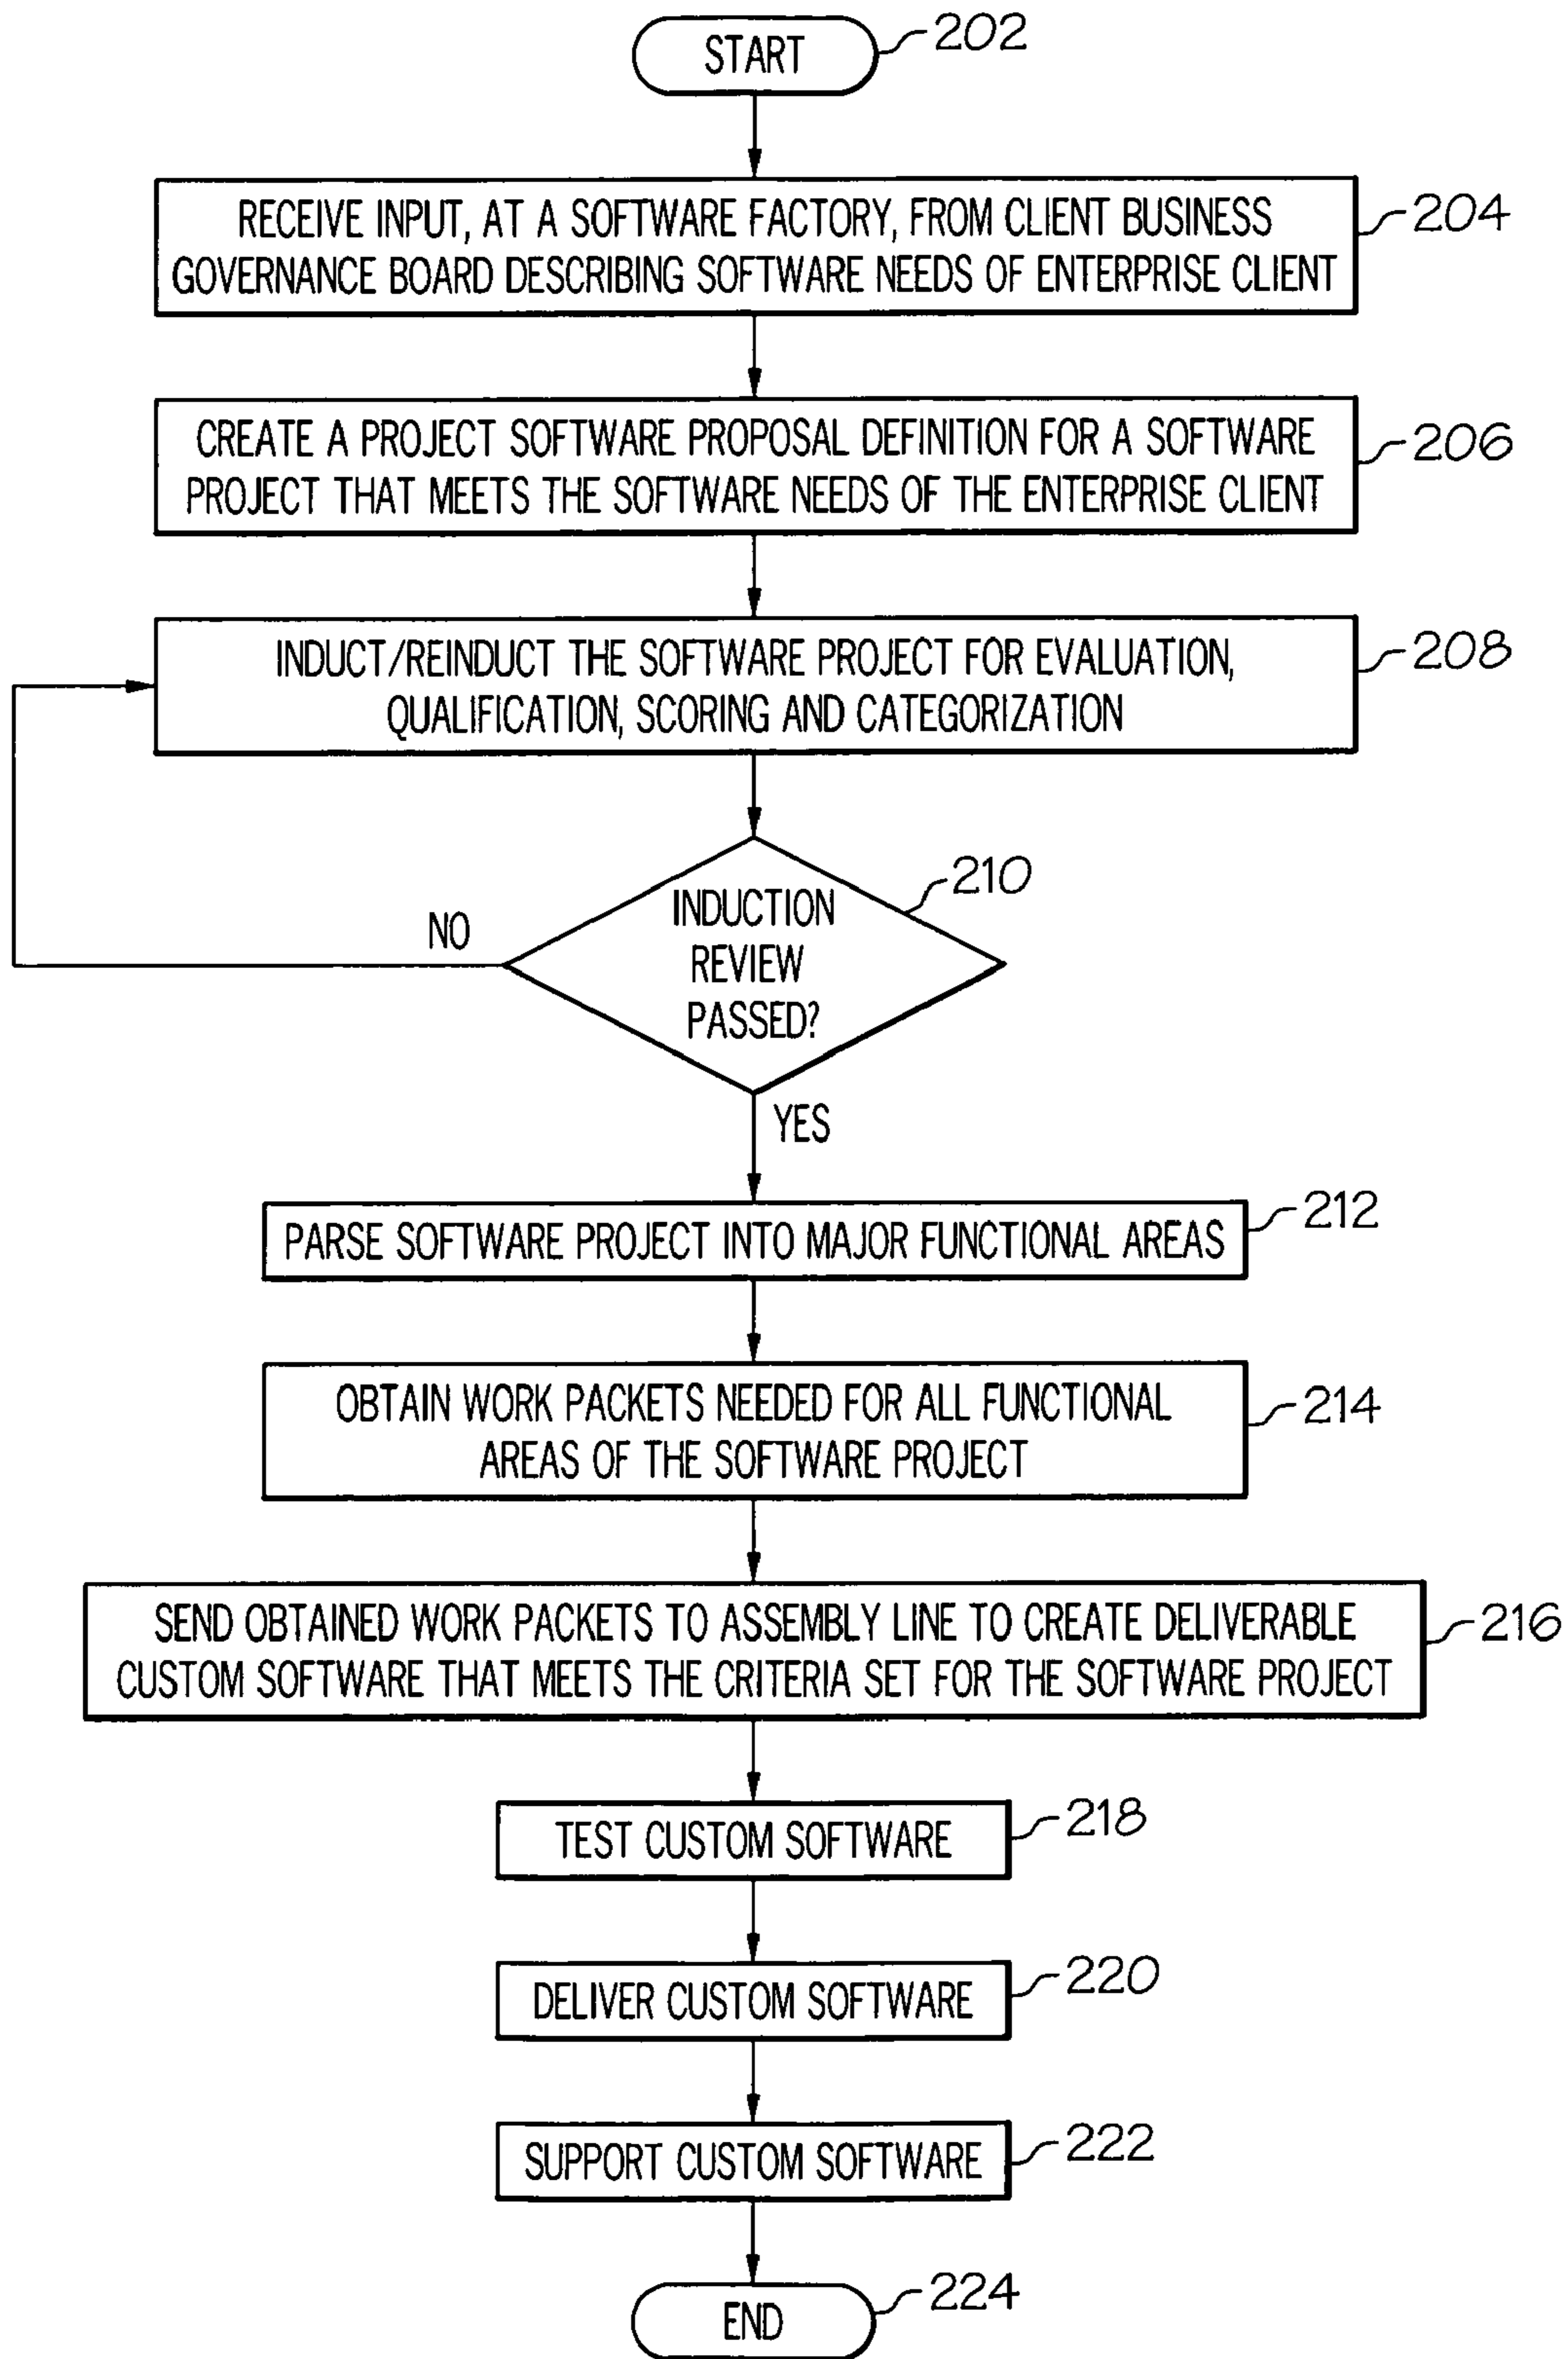 START
202
RECEIVE INPUT, AT A SOFTWARE FACTORY, FROM CLIENT BUSINESS
GOVERNANCE BOARD DESCRIBING SOFTWARE NEEDS OF ENTERPRISE CLIENT
204
CREATE A PROJECT SOFTWARE PROPOSAL DEFINITION FOR A SOFTWARE
PROJECT THAT MEETS THE SOFTWARE NEEDS OF THE ENTERPRISE CLIENT
206
INDUCT/REINDUCT THE SOFTWARE PROJECT FOR EVALUATION,
QUALIFICATION, SCORING AND CATEGORIZATION
208
INDUCTION
REVIEW
PASSED?
210
NO
YES
PARSE SOFTWARE PROJECT INTO MAJOR FUNCTIONAL AREAS
212
OBTAIN WORK PACKETS NEEDED FOR ALL FUNCTIONAL
AREAS OF THE SOFTWARE PROJECT
214
SEND OBTAINED WORK PACKETS TO ASSEMBLY LINE TO CREATE DELIVERABLE
CUSTOM SOFTWARE THAT MEETS THE CRITERIA SET FOR THE SOFTWARE PROJECT
216
TEST CUSTOM SOFTWARE
218
DELIVER CUSTOM SOFTWARE
220
SUPPORT CUSTOM SOFTWARE
222
END
224